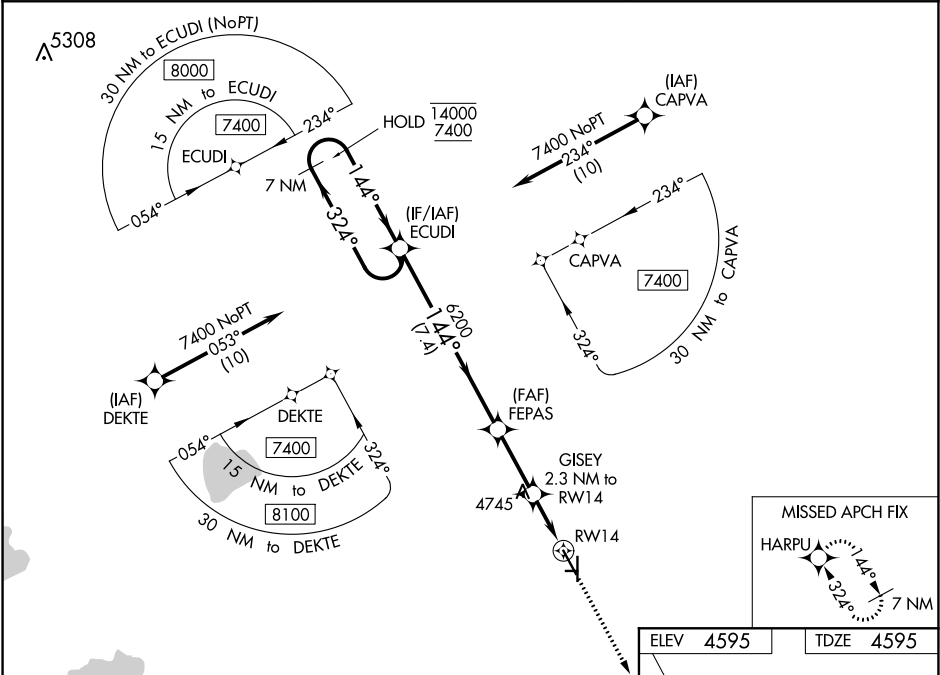 5308
30 NM to ECUDI (NoPT)
8000
15 NM to ECUDI
7400
234°
ECUDI
054°
HOLD 14000
7400
7 NM
144°
324°
(IF/IAF)
ECUDI
(IAF)
CAPVA
7400 NoPT
234°
(10)
234°
CAPVA
7400
324°
30 NM to CAPVA
6200
144°
(7.4)
7400 NoPT
053°
(10)
(IAF)
DEKTE
DEKTE
054°
7400
324°
15 NM to DEKTE
8100
30 NM to DEKTE
(FAF)
FEPAS
GISEY
2.3 NM to
RW14
4745
RW14
MISSED APCH FIX
HARPU
144°
324°
7 NM
ELEV 4595
TDZE 4595